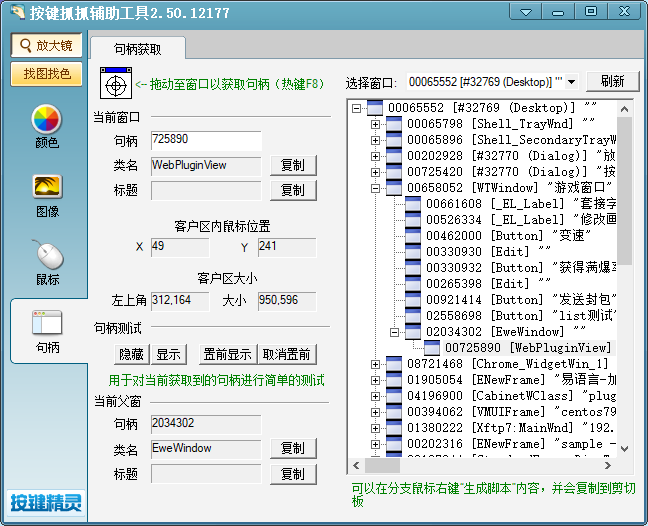 按键抓抓辅助工具2.50.12177
放大镜
找图找色
颜色
图像
鼠标
句柄
按键精灵
句柄获取
<--拖动至窗口以获取句柄（热键F8）
当前窗口
句柄 725890
类名 WebPluginView 复制
标题 复制
客户区内鼠标位置
X 49 Y 241
客户区大小
左上角 312,164 大小 950,596
句柄测试
隐藏 显示 置前显示 取消置前
用于对当前获取到的句柄进行简单的测试
当前父窗
句柄 2034302
类名 EweWindow 复制
标题 复制
选择窗口: 00065552 [#32769 (Desktop)] "" 刷新
00065552 [#32769 (Desktop)] ""
00065798 [Shell_TrayWnd] ""
00065896 [Shell_SecondaryTrayW
00202928 [#32770 (Dialog)] "放
00725420 [#32770 (Dialog)] "按
00658052 [WTWindow] "游戏窗口"
00661608 [_EL_Label] "套接字
00526334 [_EL_Label] "修改画
00462000 [Button] "变速"
00330930 [Edit] ""
00330932 [Button] "获得满爆率
00265398 [Edit] ""
00921414 [Button] "发送封包"
02558698 [Button] "list测试"
02034302 [EweWindow] ""
00725890 [WebPluginView]
08721468 [Chrome_WidgetWin_1]
01905054 [ENewFrame] "易语言-加
04196900 [CabinetWClass] "plug
00394062 [VMUIFrame] "centos79
01380222 [Xftp7:MainWnd] "192.
00202316 [ENewFrame] "sample -
可以在分支鼠标右键"生成脚本"内容，并会复制到剪切
板